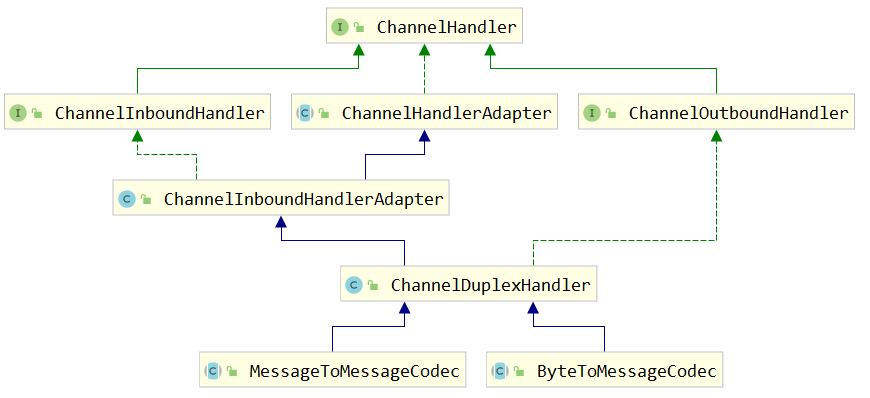 I ChannelHandler
I ChannelInboundHandler
C ChannelHandlerAdapter
I ChannelOutboundHandler
C ChannelInboundHandlerAdapter
C ChannelDuplexHandler
C MessageToMessageCodec
C ByteToMessageCodec